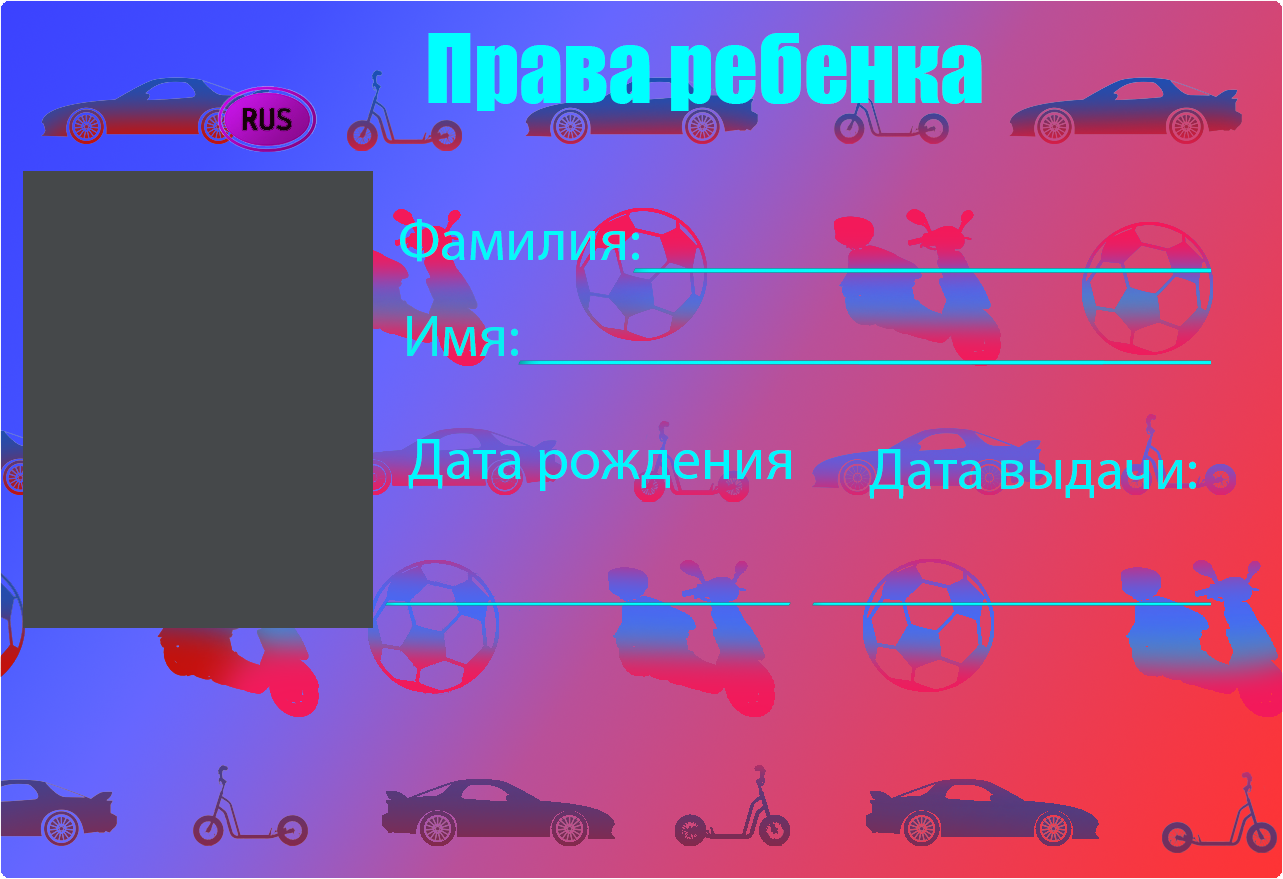 Права ребенка
RUS
Фамилия:
Имя:
Дата рождения
Дата выдачи: